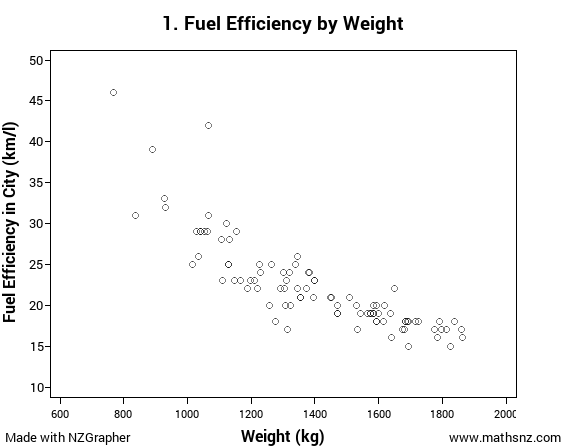 1. Fuel Efficiency by Weight
Fuel Efficiency in City (km/l)
50
45
40
35
30
25
20
15
10
600 800 1000 1200 1400 1600 1800 2000
Weight (kg)
Made with NZGrapher
www.mathsnz.com